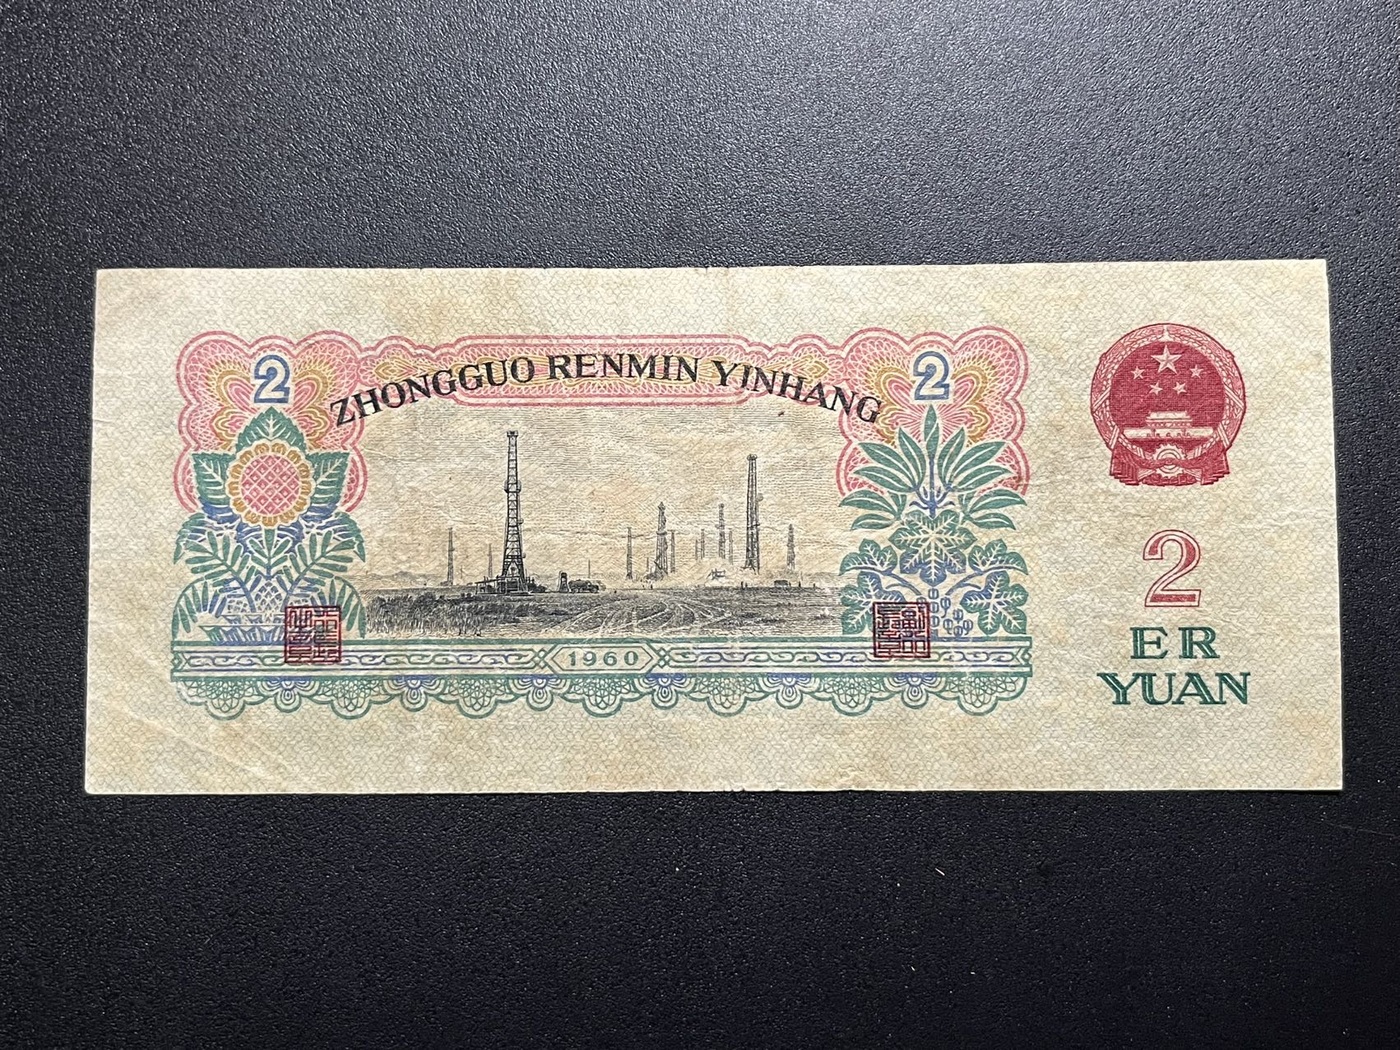 ZHONGGUO RENMIN YINHANG
2
2
1960
2
ER
YUAN